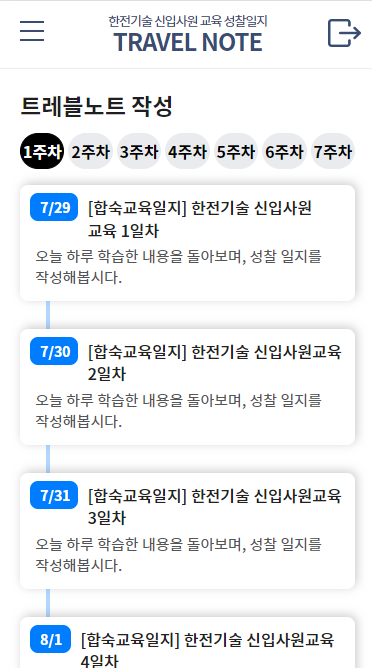 한전기술 신입사원 교육 성찰일지
TRAVEL NOTE
트레블노트 작성
1주차 2주차 3주차 4주차 5주차 6주차 7주차
7/29 [합숙교육일지] 한전기술 신입사원
교육 1일차
오늘 하루 학습한 내용을 돌아보며, 성찰 일지를
작성해봅시다.
7/30 [합숙교육일지] 한전기술 신입사원교육
2일차
오늘 하루 학습한 내용을 돌아보며, 성찰 일지를
작성해봅시다.
7/31 [합숙교육일지] 한전기술 신입사원교육
3일차
오늘 하루 학습한 내용을 돌아보며, 성찰 일지를
작성해봅시다.
8/1 [합숙교육일지] 한전기술 신입사원교육
4일차